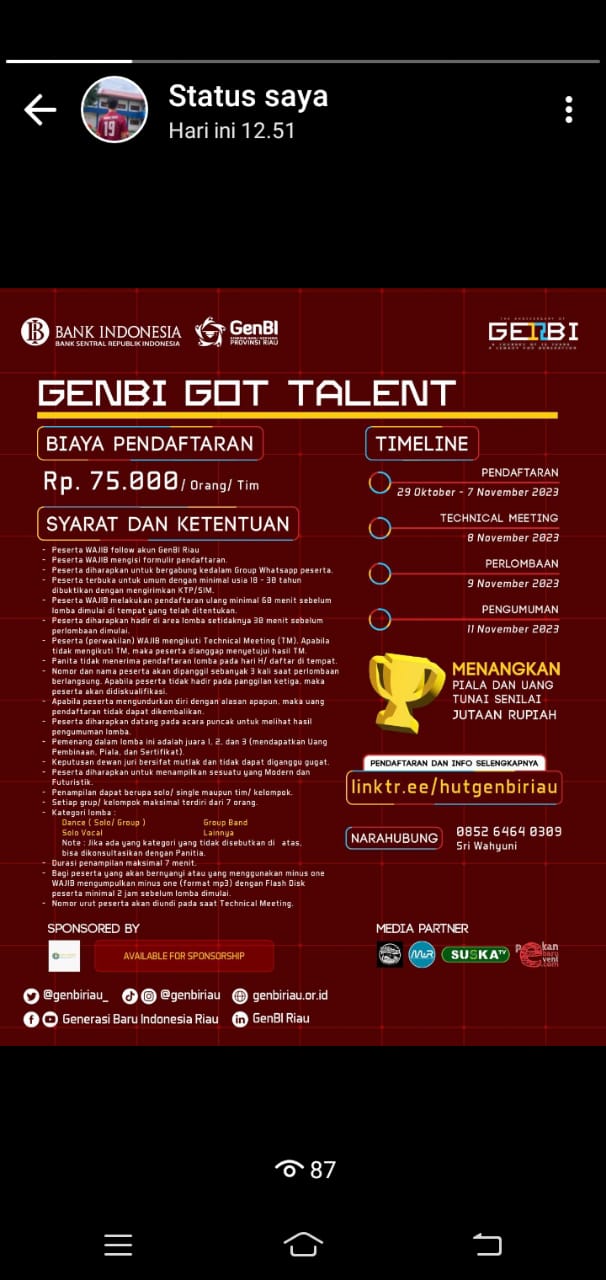 Status saya
Hari ini 12.51
BANK INDONESIA
BANK SENTRAL REPUBLIK INDONESIA
GenBI
PROVINSI RIAU
THE ANNIVERSARY OF
GENBI
GENBI GOT TALENT
BIAYA PENDAFTARAN
Rp. 75.000/ Orang/ Tim
SYARAT DAN KETENTUAN
- Peserta WAJIB follow akun GenBI Riau
- Peserta WAJIB mengisi formulir pendaftaran.
- Peserta diharapkan untuk bergabung kedalam Group Whatsapp peserta.
- Peserta terbuka untuk umum dengan minimal usia 18 - 30 tahun
dibuktikan dengan mengirimkan KTP/SIM.
- Peserta WAJIB melakukan pendaftaran ulang minimal 60 menit sebelum
lomba dimulai di tempat yang telah ditentukan.
- Peserta diharapkan hadir di area lomba setidaknya 30 menit sebelum
perlombaan dimulai.
- Peserta (perwakilan) WAJIB mengikuti Technical Meeting (TM). Apabila
tidak mengikuti TM, maka peserta dianggap menyetujui hasil TM.
- Panita tidak menerima pendaftaran lomba pada hari H/ daftar di tempat.
- Nomor dan nama peserta akan dipanggil sebanyak 3 kali saat perlombaan
berlangsung. Apabila peserta tidak hadir pada panggilan ketiga, maka
peserta akan didiskualifikasi.
- Apabila peserta mengundurkan diri dengan alasan apapun, maka uang
pendaftaran tidak dapat dikembalikan.
- Peserta diharapkan datang pada acara puncak untuk melihat hasil
pengumuman lomba.
- Pemenang dalam lomba ini adalah juara 1, 2, dan 3 (mendapatkan Uang
Pembinaan, Piala, dan Sertifikat).
- Keputusan dewan juri bersifat mutlak dan tidak dapat diganggu gugat.
- Peserta diharapkan untuk menampilkan sesuatu yang Modern dan
Futuristik.
- Penampilan dapat berupa solo/ single maupun tim/ kelompok.
- Setiap grup/ kelompok maksimal terdiri dari 7 orang.
- Kategori lomba :
Dance ( Solo/ Group ) Group Band
Solo Vocal Lainnya
Note : Jika ada yang kategori yang tidak disebutkan di atas,
bisa dikonsultasikan dengan Panitia.
- Durasi penampilan maksimal 7 menit.
- Bagi peserta yang akan bernyanyi atau yang menggunakan minus one
WAJIB mengumpulkan minus one (format mp3) dengan Flash Disk
peserta minimal 2 jam sebelum lomba dimulai.
- Nomor urut peserta akan diundi pada saat Technical Meeting.
TIMELINE
PENDAFTARAN
29 Oktober - 7 November 2023
TECHNICAL MEETING
8 November 2023
PERLOMBAAN
9 November 2023
PENGUMUMAN
11 November 2023
MENANGKAN
PIALA DAN UANG
TUNAI SENILAI
JUTAAN RUPIAH
PENDAFTARAN DAN INFO SELENGKAPNYA
linktr.ee/hutgenbiriau
NARAHUBUNG
0852 6464 0309
Sri Wahyuni
SPONSORED BY
AVAILABLE FOR SPONSORSHIP
MEDIA PARTNER
SUSKA TV
@genbiriau_ @genbiriau genbiriau.or.id
Generasi Baru Indonesia Riau GenBI Riau
87